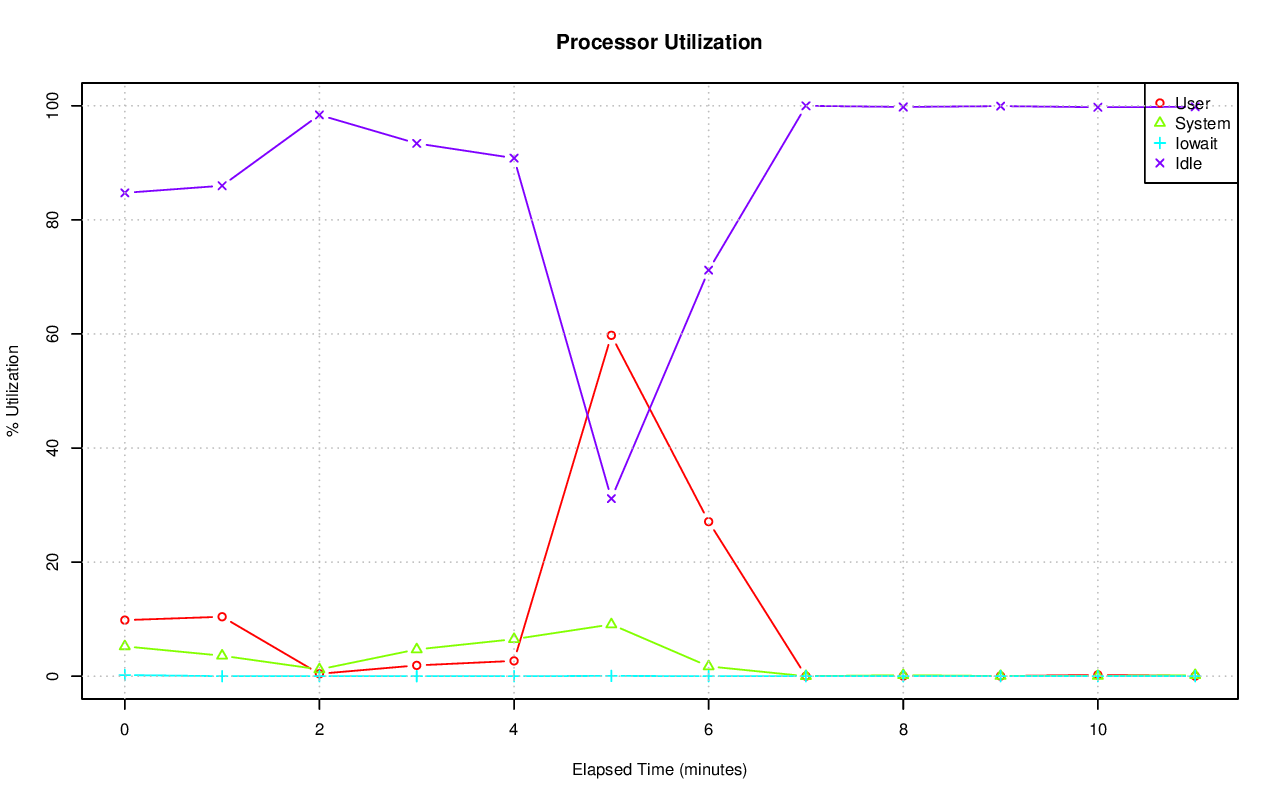 Processor Utilization
User
System
Iowait
Idle
100
80
60
40
20
0
% Utilization
0 2 4 6 8 10
Elapsed Time (minutes)